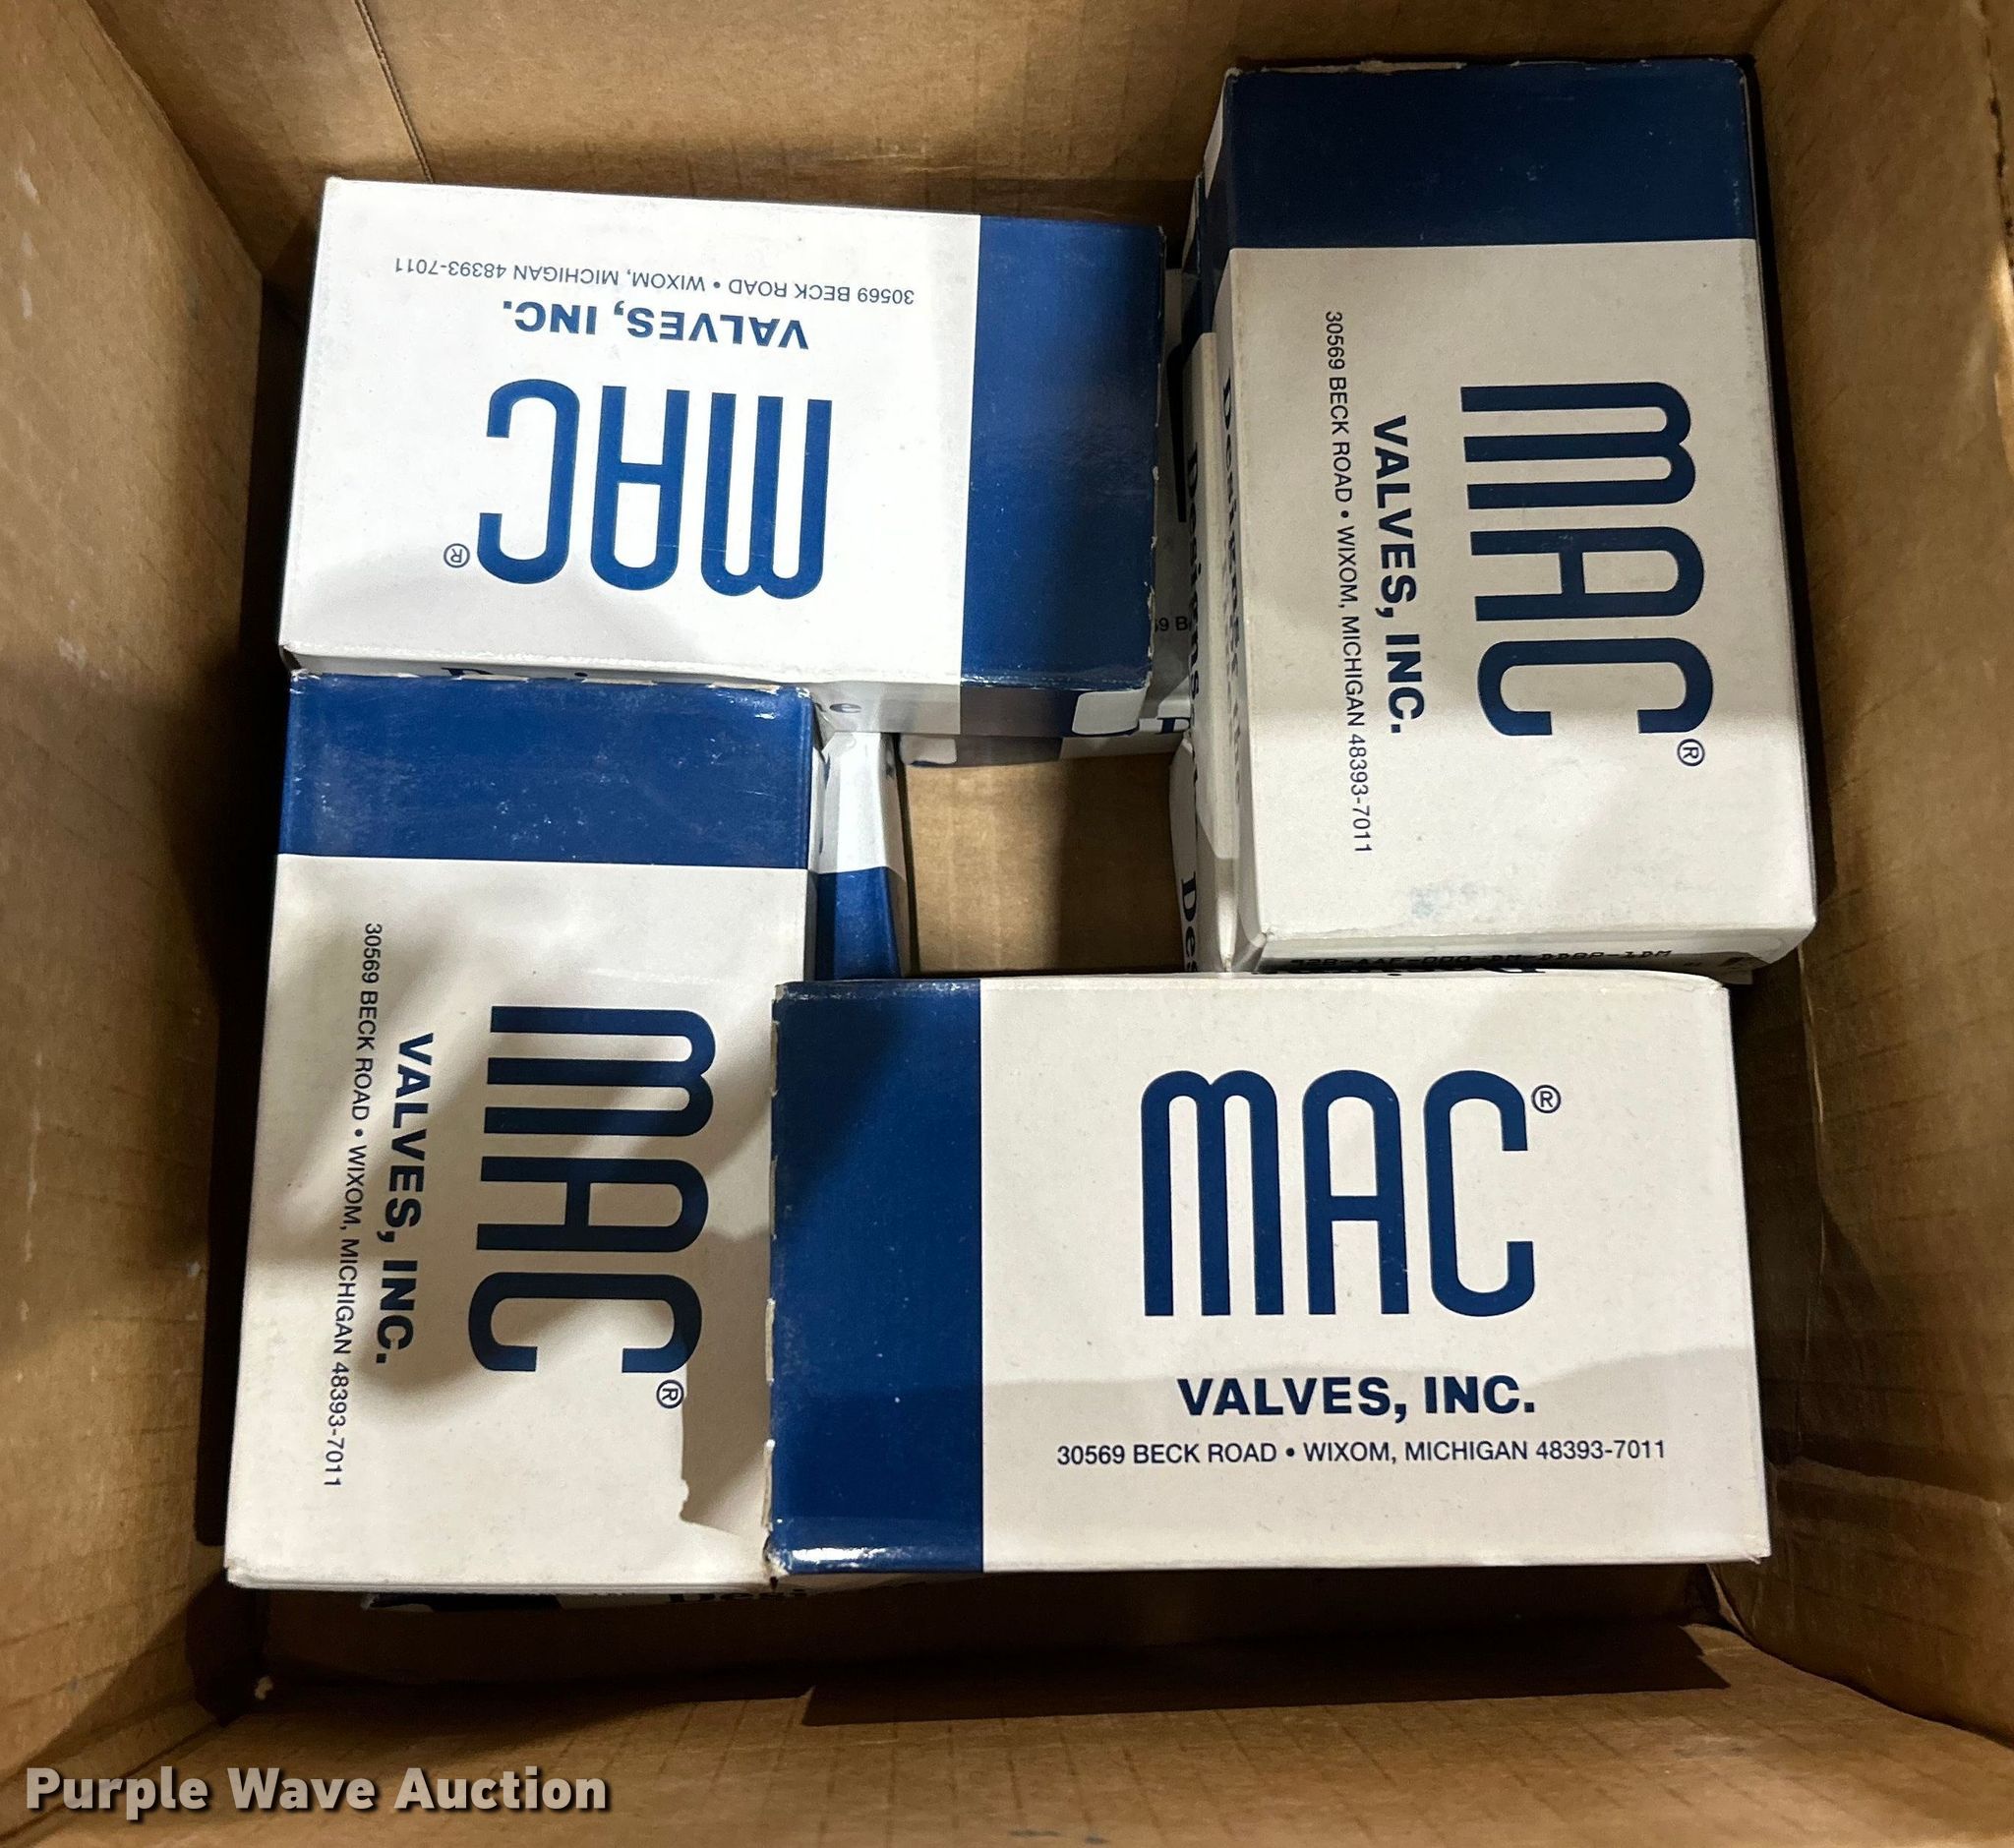 30569 BECK ROAD • WIXOM, MICHIGAN 48393-7011
VALVES, INC.
MAC®
MAC®
VALVES, INC.
30569 BECK ROAD • WIXOM, MICHIGAN 48393-7011
MAC®
VALVES, INC.
30569 BECK ROAD • WIXOM, MICHIGAN 48393-7011
MAC®
VALVES, INC.
30569 BECK ROAD • WIXOM, MICHIGAN 48393-7011
Designs
Purple Wave Auction